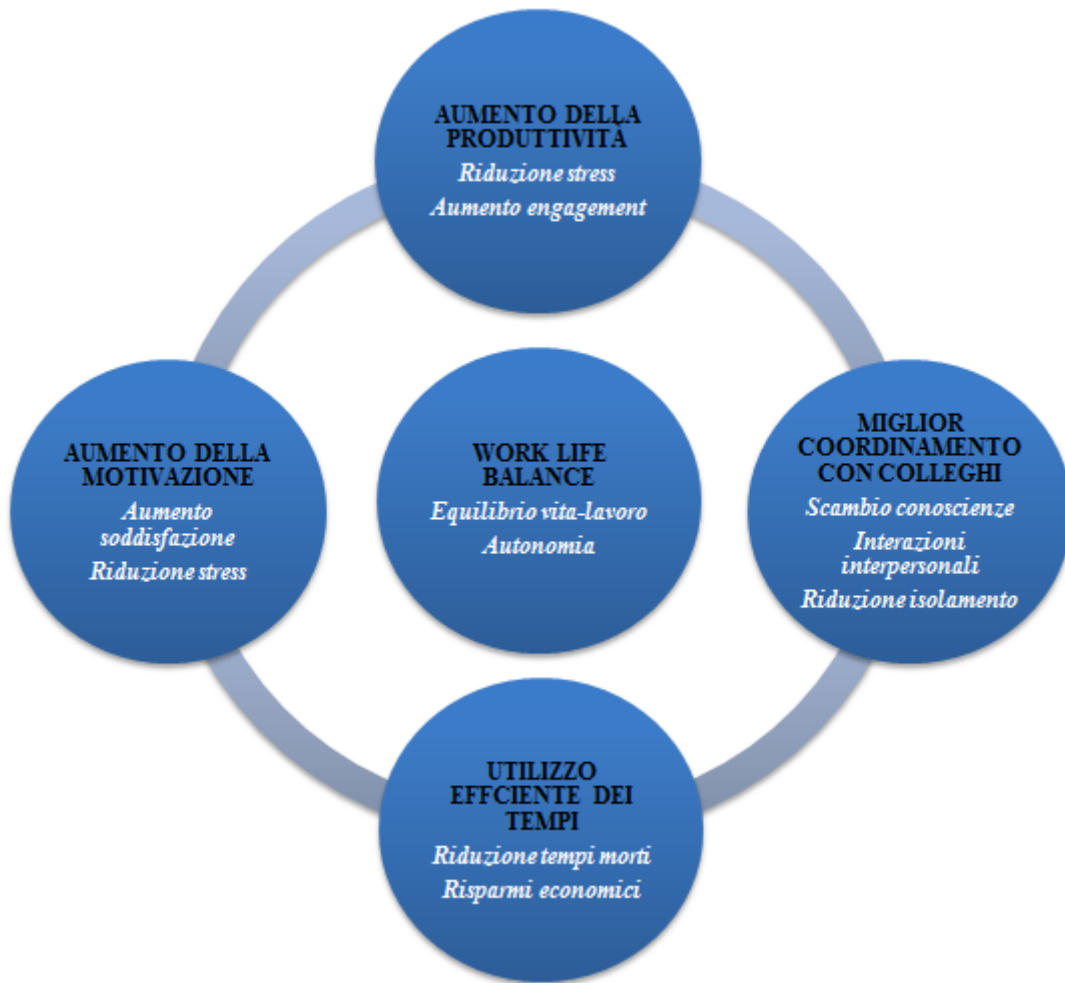 AUMENTO DELLA
PRODUTTIVITÀ
Riduzione stress
Aumento engagement
AUMENTO DELLA
MOTIVAZIONE
Aumento
soddisfazione
Riduzione stress
WORK LIFE
BALANCE
Equilibrio vita-lavoro
Autonomia
MIGLIOR
COORDINAMENTO
CON COLLEGHI
Scambio conoscienze
Interazioni
interpersonali
Riduzione isolamento
UTILIZZO
EFFCIENTE DEI
TEMPI
Riduzione tempi morti
Risparmi economici